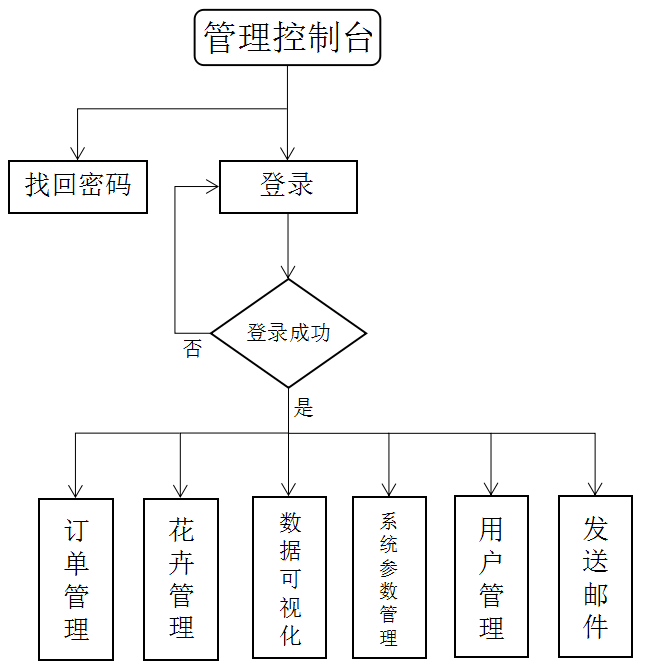 管理控制台
找回密码
登录
登录成功
否
是
订单管理
花卉管理
数据可视化
系统参数管理
用户管理
发送邮件